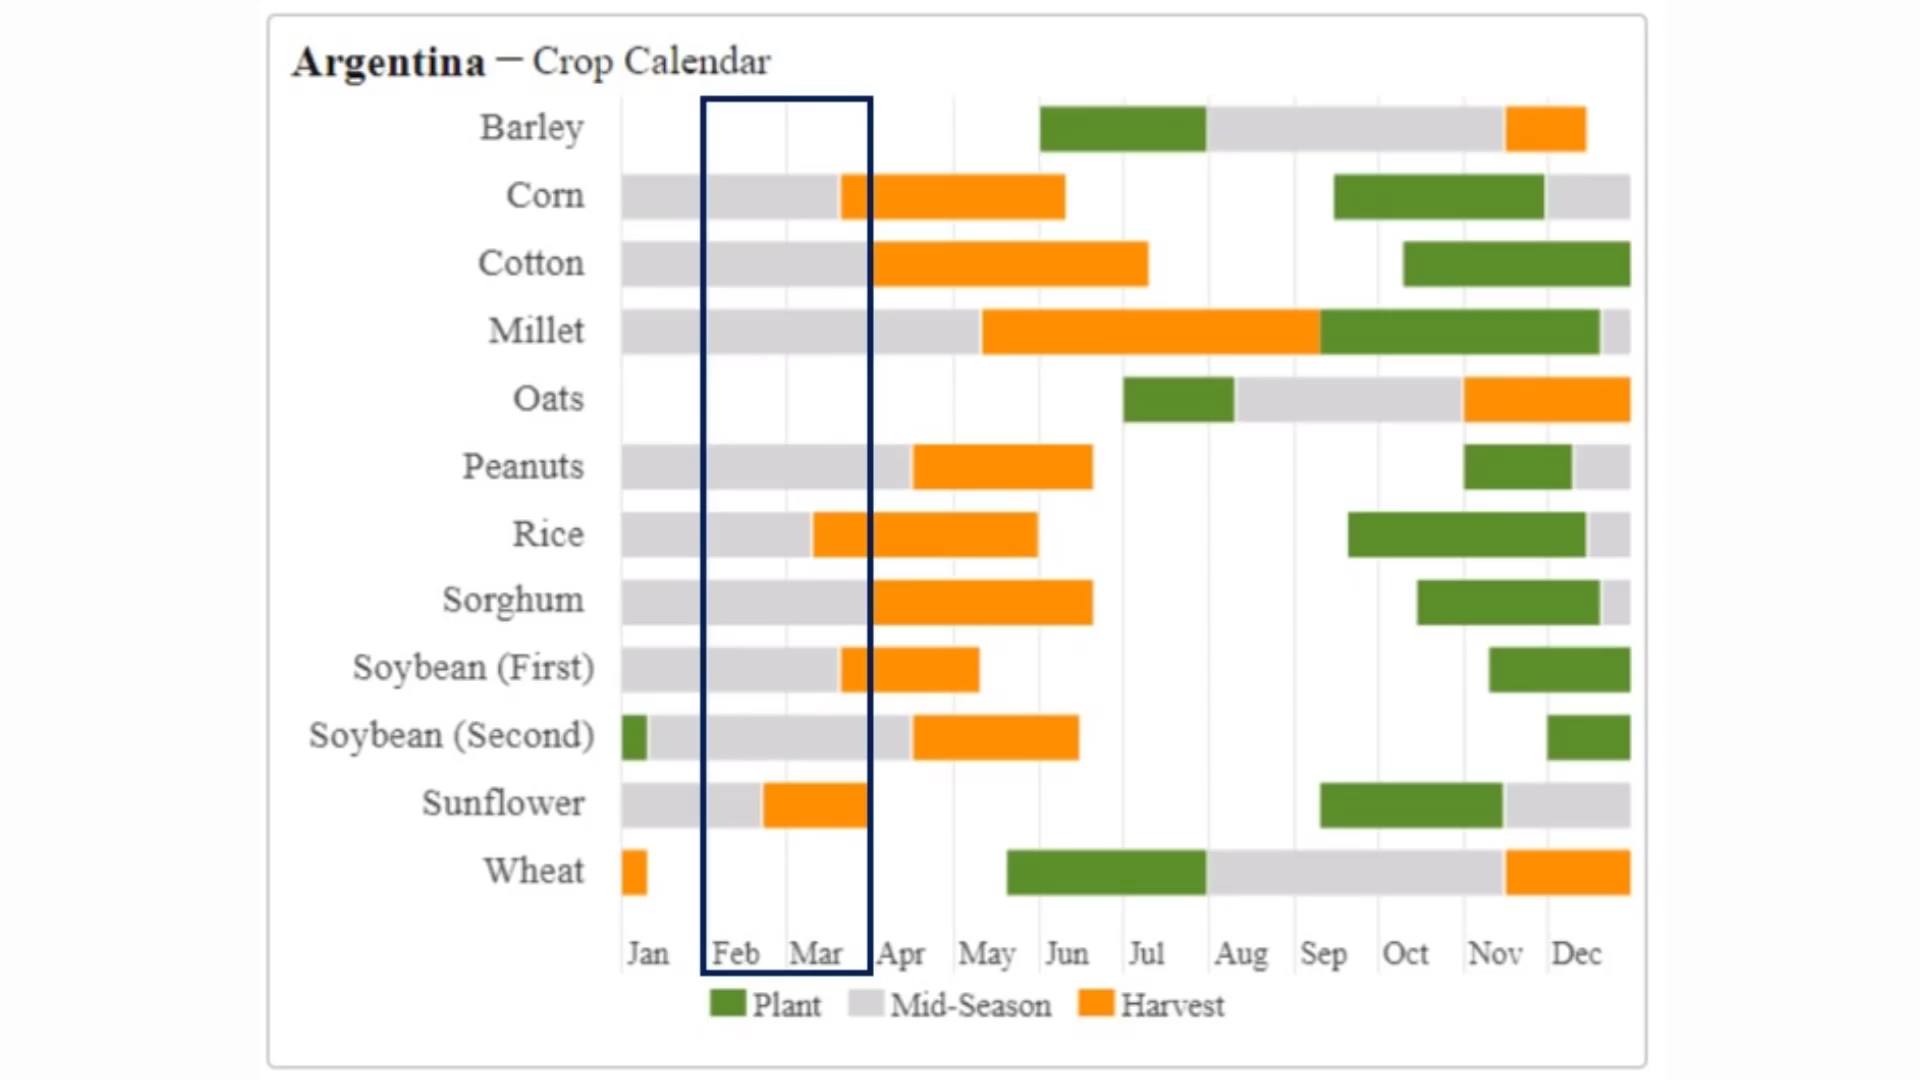 Argentina — Crop Calendar
Barley
Corn
Cotton
Millet
Oats
Peanuts
Rice
Sorghum
Soybean (First)
Soybean (Second)
Sunflower
Wheat
Jan Feb Mar Apr May Jun Jul Aug Sep Oct Nov Dec
Plant Mid-Season Harvest